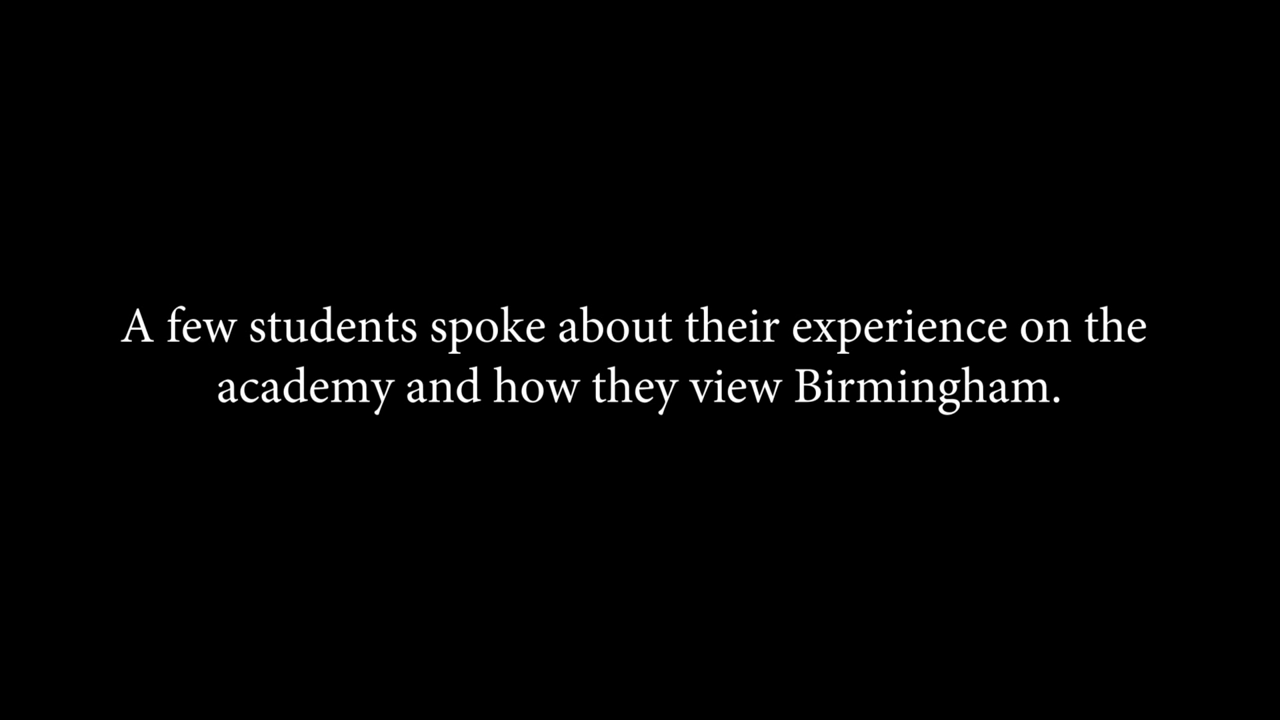 A few students spoke about their experience on the
academy and how they view Birmingham.